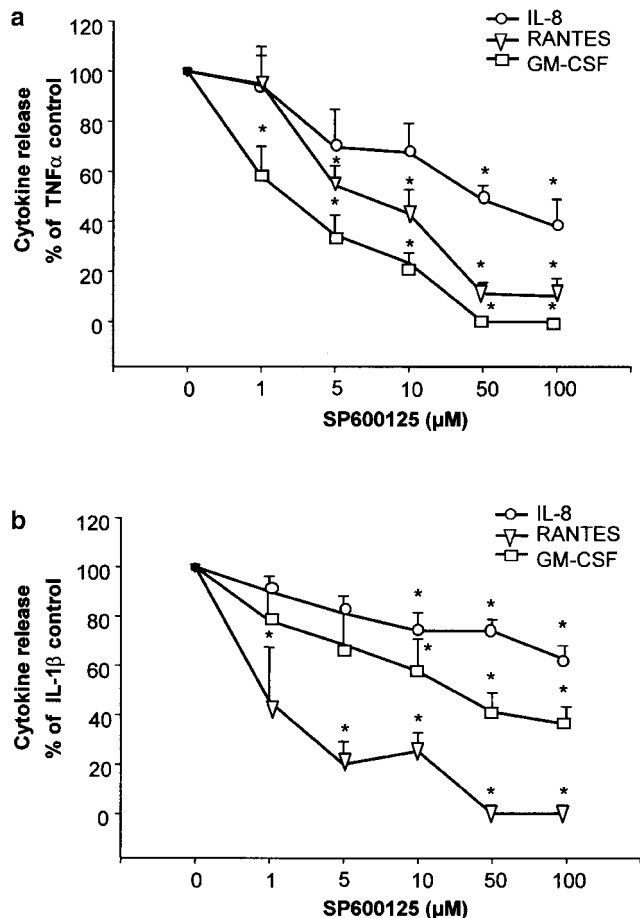 a
IL-8
RANTES
GM-CSF
Cytokine release
% of TNFα control
120
100
80
60
40
20
0
*
*
*
*
*
*
*
*
*
*
*
0 1 5 10 50 100
SP600125 (µM)
b
IL-8
RANTES
GM-CSF
Cytokine release
% of IL-1β control
120
100
80
60
40
20
0
*
*
*
*
*
*
*
*
*
*
*
0 1 5 10 50 100
SP600125 (µM)